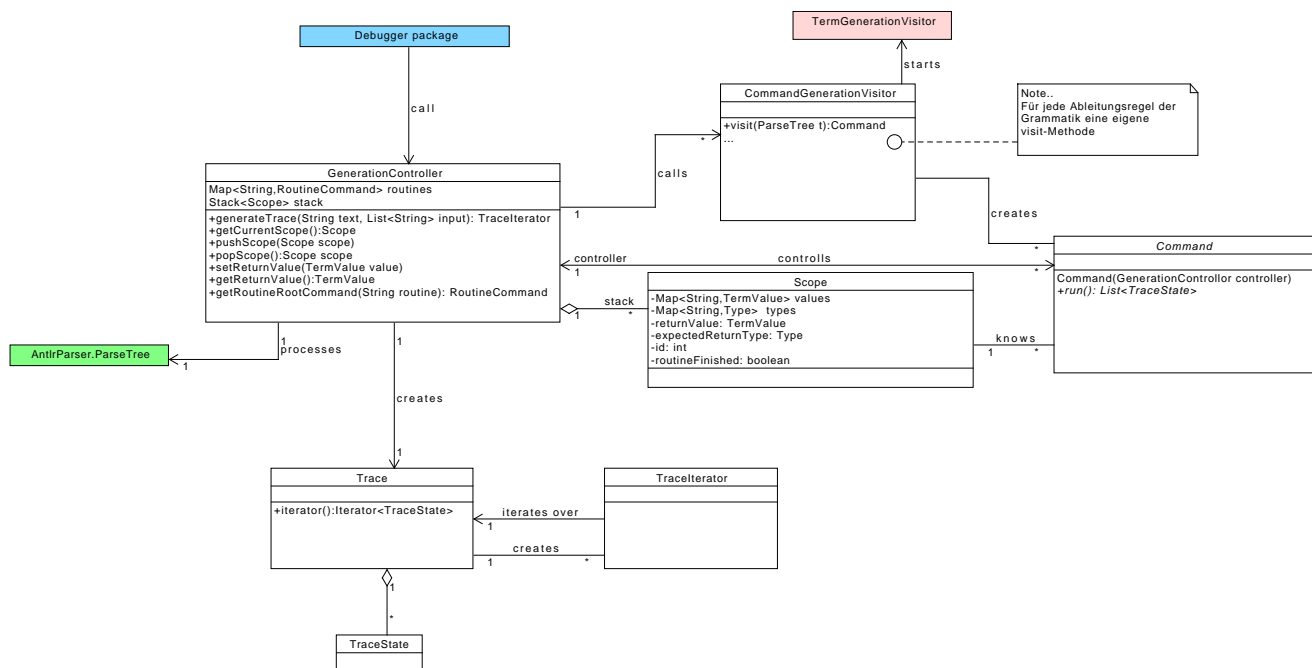 TermGenerationVisitor
Debugger package
starts
CommandGenerationVisitor
+visit(ParseTree t):Command
...
Note..
Für jede Ableitungsregel der
Grammatik eine eigene
visit-Methode
call
*
calls
1
GenerationController
Map<String,RoutineCommand> routines
Stack<Scope> stack
+generateTrace(String text, List<String> input): TraceIterator
+getCurrentScope():Scope
+pushScope(Scope scope)
+popScope():Scope scope
+setReturnValue(TermValue value)
+getReturnValue():TermValue
+getRoutineRootCommand(String routine): RoutineCommand
creates
*
controller
controlls
1
*
Command
Command(GenerationControllor controller)
+run(): List<TraceState>
stack
1
*
Scope
-Map<String,TermValue> values
-Map<String,Type>  types
-returnValue: TermValue
-expectedReturnType: Type
-id: int
-routineFinished: boolean
knows
1
*
1
processes
1
AntlrParser.ParseTree
1
creates
1
Trace
+iterator():Iterator<TraceState>
TraceIterator
iterates over
1
creates
1
*
1
*
TraceState